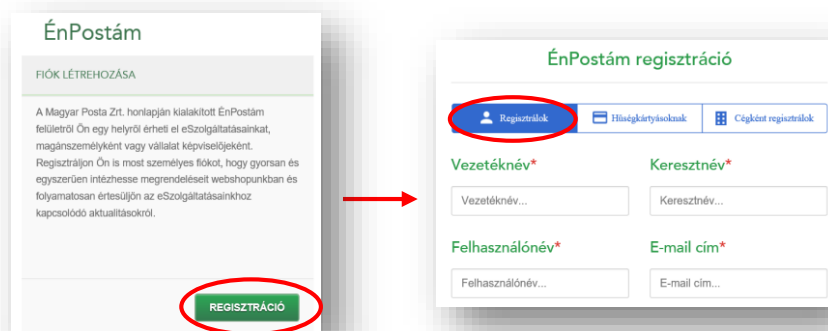 ÉnPostám
FIÓK LÉTREHOZÁSA
A Magyar Posta Zrt. honlapján kialakított ÉnPostám
felületről Ön egy helyről érheti el eSzolgáltatásainkat,
magánszemélyként vagy vállalat képviselőjeként.
Regisztráljon Ön is most személyes fiókot, hogy gyorsan és
egyszerűen intézhesse megrendeléseit webshopunkban és
folyamatosan értesüljön az eSzolgáltatásainkhoz
kapcsolódó aktualitásokról.
REGISZTRÁCIÓ
ÉnPostám regisztráció
Regisztrálok Hűségkártyásoknak Cégként regisztrálok
Vezetéknév* Keresztnév*
Vezetéknév... Keresztnév...
Felhasználónév* E-mail cím*
Felhasználónév... E-mail cím...